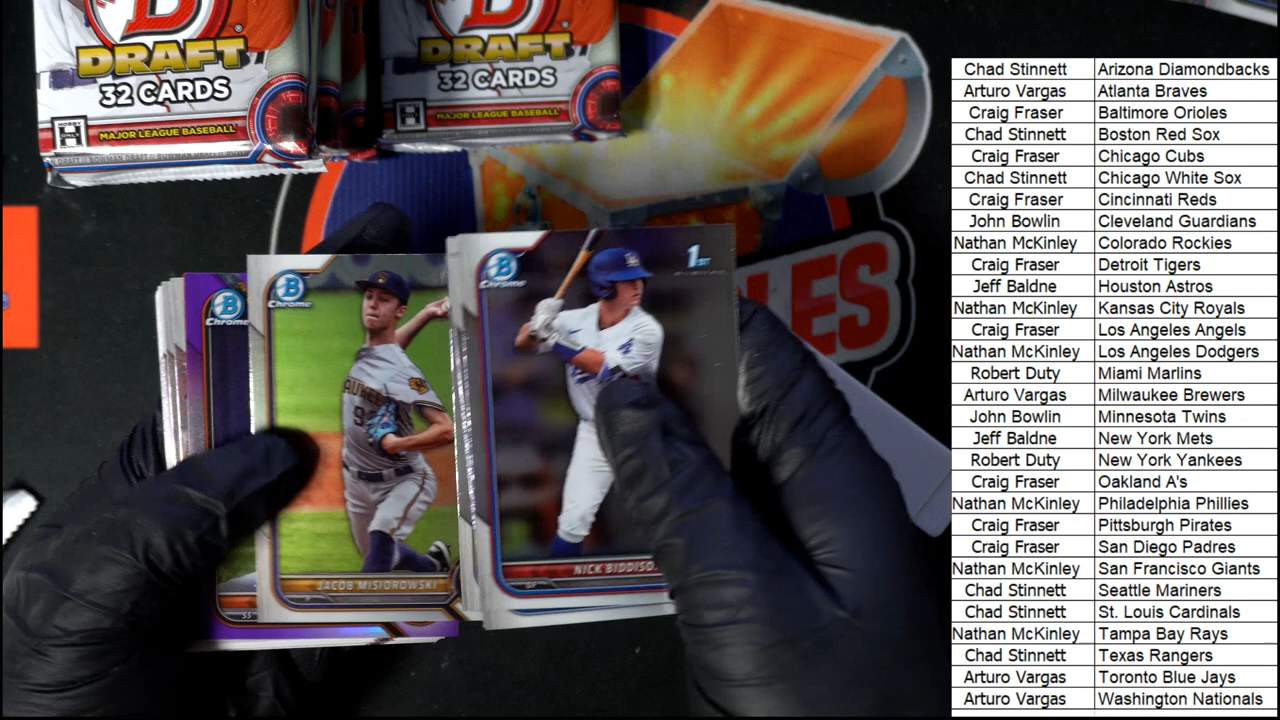 DRAFT
32 CARDS
HOBBY ONLY
MAJOR LEAGUE BASEBALL
DRAFT
32 CARDS
H
MAJOR LEAGUE BASEBALL
LES
B
Chrome
B
Chrome
B
Chrome
1ST
LA
93
JACOB MISIOROWSKI
NICK BIDDISO
SS
Chad Stinnett Arizona Diamondbacks
Arturo Vargas Atlanta Braves
Craig Fraser Baltimore Orioles
Chad Stinnett Boston Red Sox
Craig Fraser Chicago Cubs
Chad Stinnett Chicago White Sox
Craig Fraser Cincinnati Reds
John Bowlin Cleveland Guardians
Nathan McKinley Colorado Rockies
Craig Fraser Detroit Tigers
Jeff Baldne Houston Astros
Nathan McKinley Kansas City Royals
Craig Fraser Los Angeles Angels
Nathan McKinley Los Angeles Dodgers
Robert Duty Miami Marlins
Arturo Vargas Milwaukee Brewers
John Bowlin Minnesota Twins
Jeff Baldne New York Mets
Robert Duty New York Yankees
Craig Fraser Oakland A's
Nathan McKinley Philadelphia Phillies
Craig Fraser Pittsburgh Pirates
Craig Fraser San Diego Padres
Nathan McKinley San Francisco Giants
Chad Stinnett Seattle Mariners
Chad Stinnett St. Louis Cardinals
Nathan McKinley Tampa Bay Rays
Chad Stinnett Texas Rangers
Arturo Vargas Toronto Blue Jays
Arturo Vargas Washington Nationals